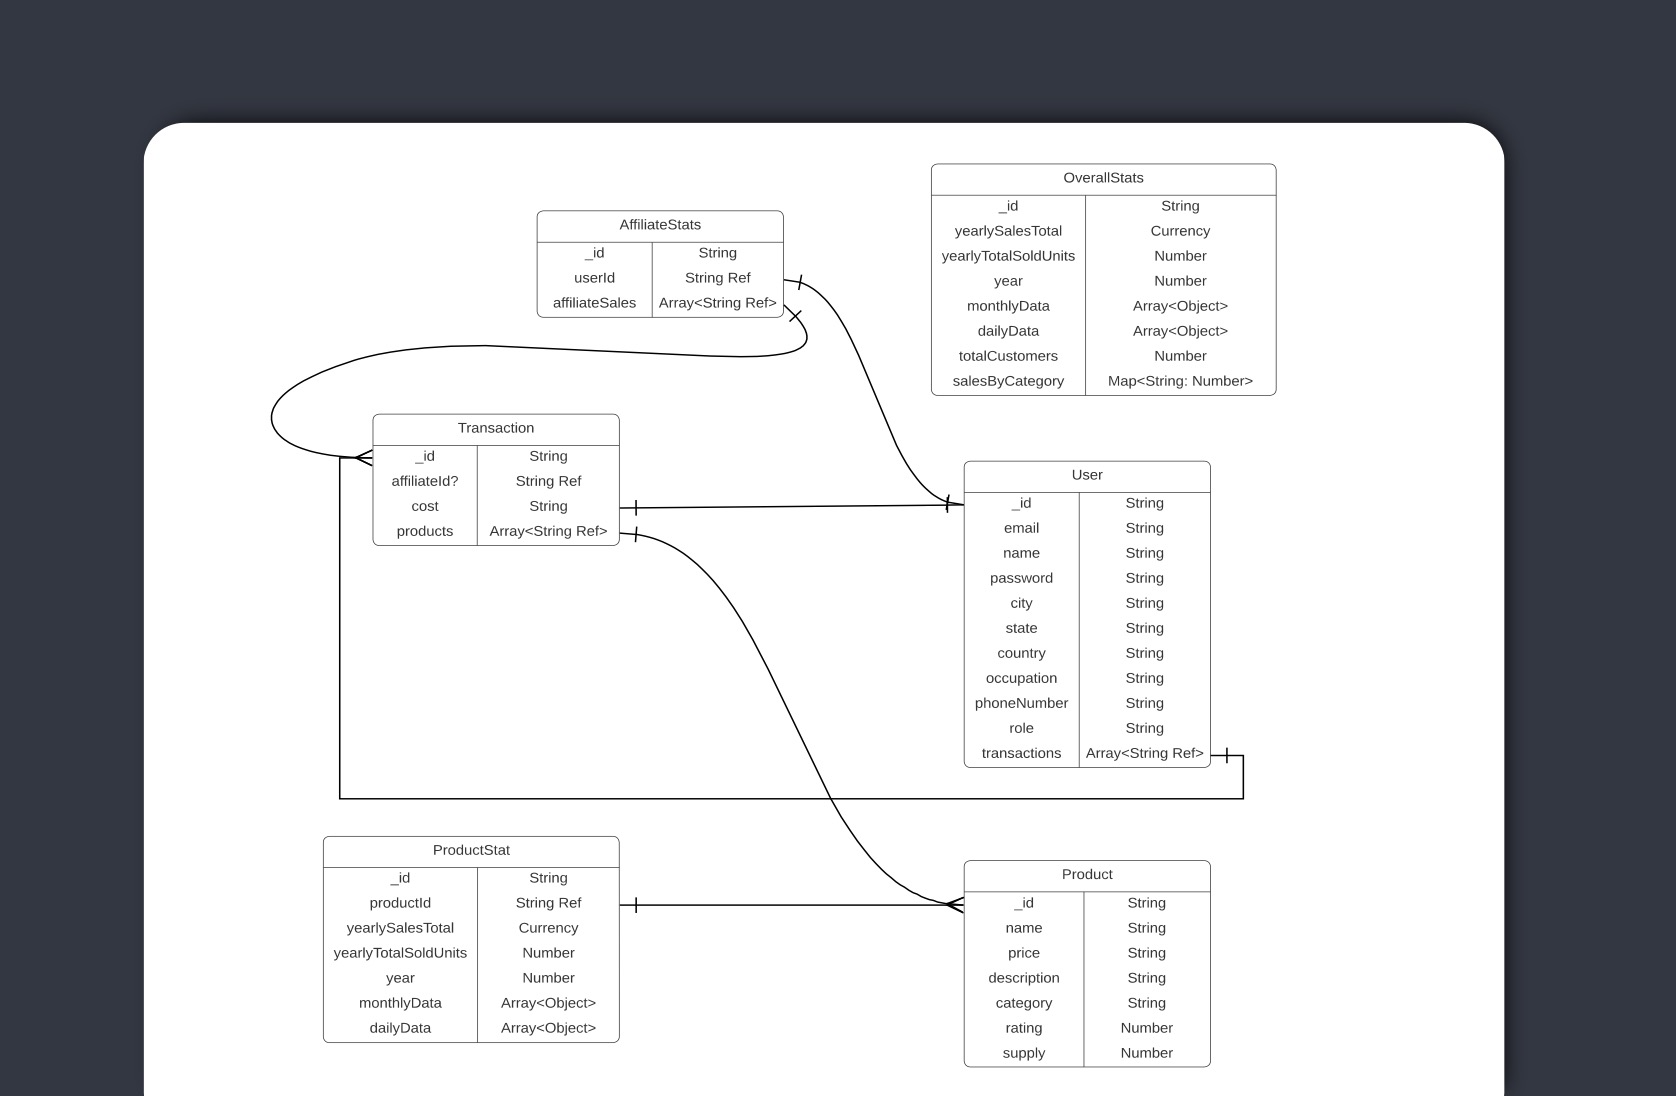 OverallStats
_id String
yearlySalesTotal Currency
yearlyTotalSoldUnits Number
year Number
monthlyData Array<Object>
dailyData Array<Object>
totalCustomers Number
salesByCategory Map<String: Number>
AffiliateStats
_id String
userId String Ref
affiliateSales Array<String Ref>
Transaction
_id String
affiliateId? String Ref
cost String
products Array<String Ref>
User
_id String
email String
name String
password String
city String
state String
country String
occupation String
phoneNumber String
role String
transactions Array<String Ref>
ProductStat
_id String
productId String Ref
yearlySalesTotal Currency
yearlyTotalSoldUnits Number
year Number
monthlyData Array<Object>
dailyData Array<Object>
Product
_id String
name String
price String
description String
category String
rating Number
supply Number